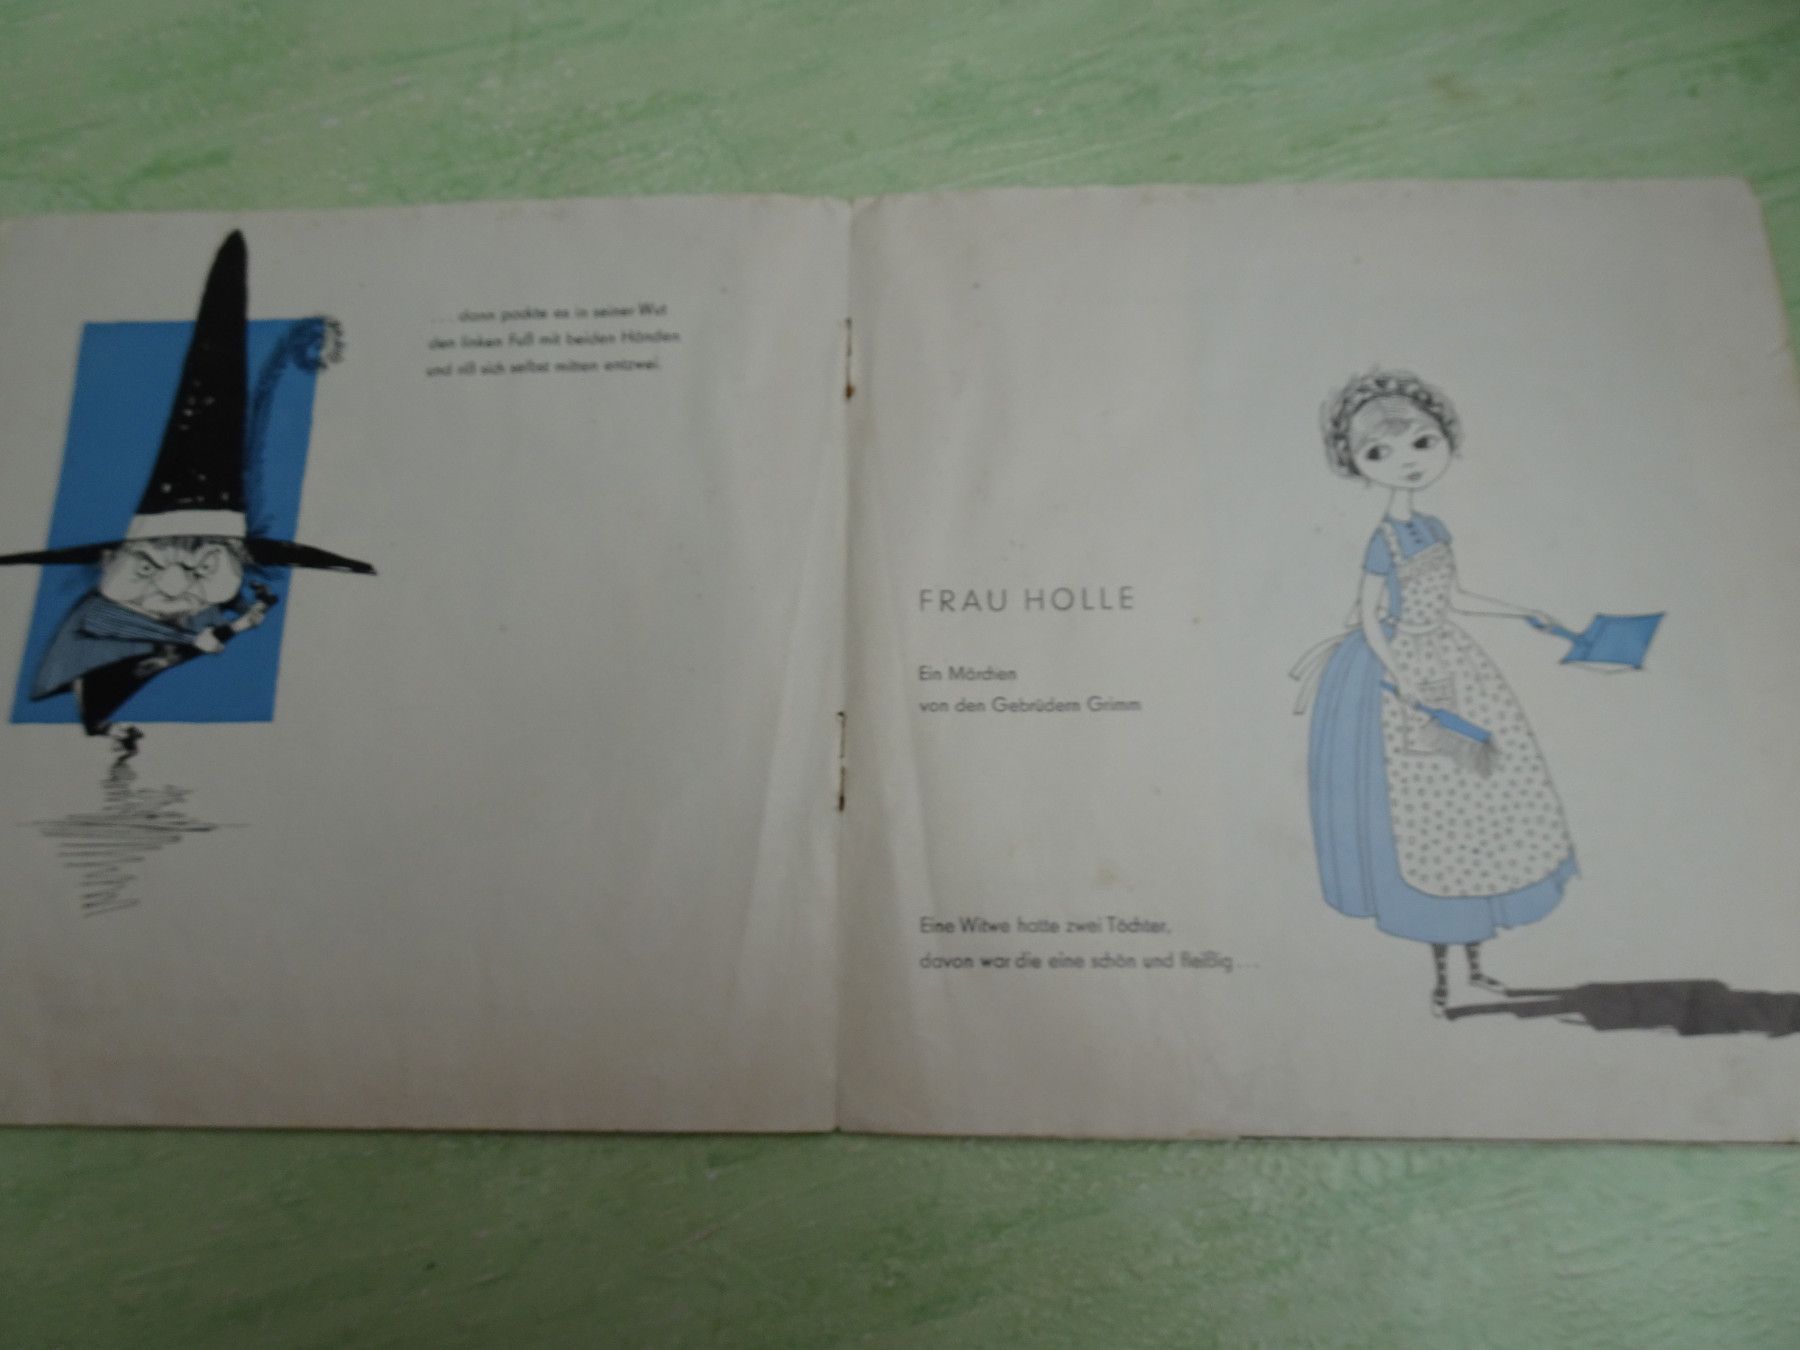 ... dann packte es in seiner Wut
den linken Fuß mit beiden Händen
und riß sich selbst mitten entzwei.
FRAU HOLLE
Ein Märchen
von den Gebrüdern Grimm
Eine Witwe hatte zwei Töchter,
davon war die eine schön und fleißig ...